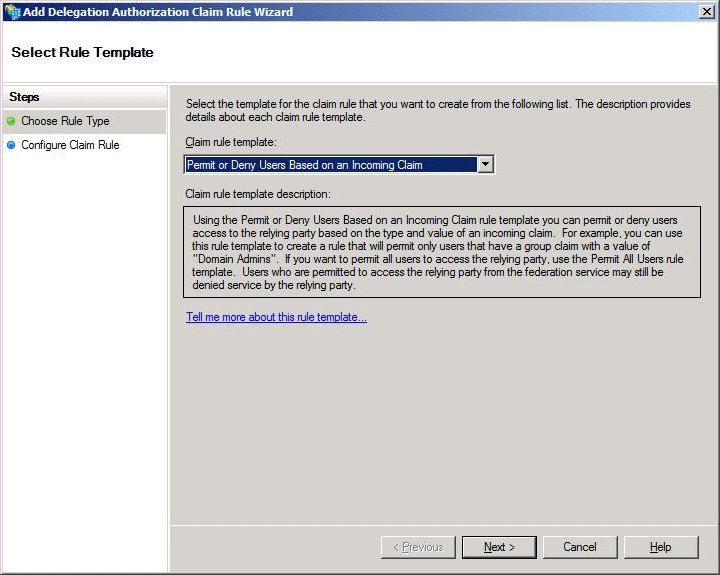 Add Delegation Authorization Claim Rule Wizard
Select Rule Template
Steps
Choose Rule Type
Configure Claim Rule
Select the template for the claim rule that you want to create from the following list. The description provides
details about each claim rule template.
Claim rule template:
Permit or Deny Users Based on an Incoming Claim
Claim rule template description:
Using the Permit or Deny Users Based on an Incoming Claim rule template you can permit or deny users
access to the relying party based on the type and value of an incoming claim. For example, you can use
this rule template to create a rule that will permit only users that have a group claim with a value of
"Domain Admins". If you want to permit all users to access the relying party, use the Permit All Users rule
template. Users who are permitted to access the relying party from the federation service may still be
denied service by the relying party.
Tell me more about this rule template...
< Previous
Next >
Cancel
Help